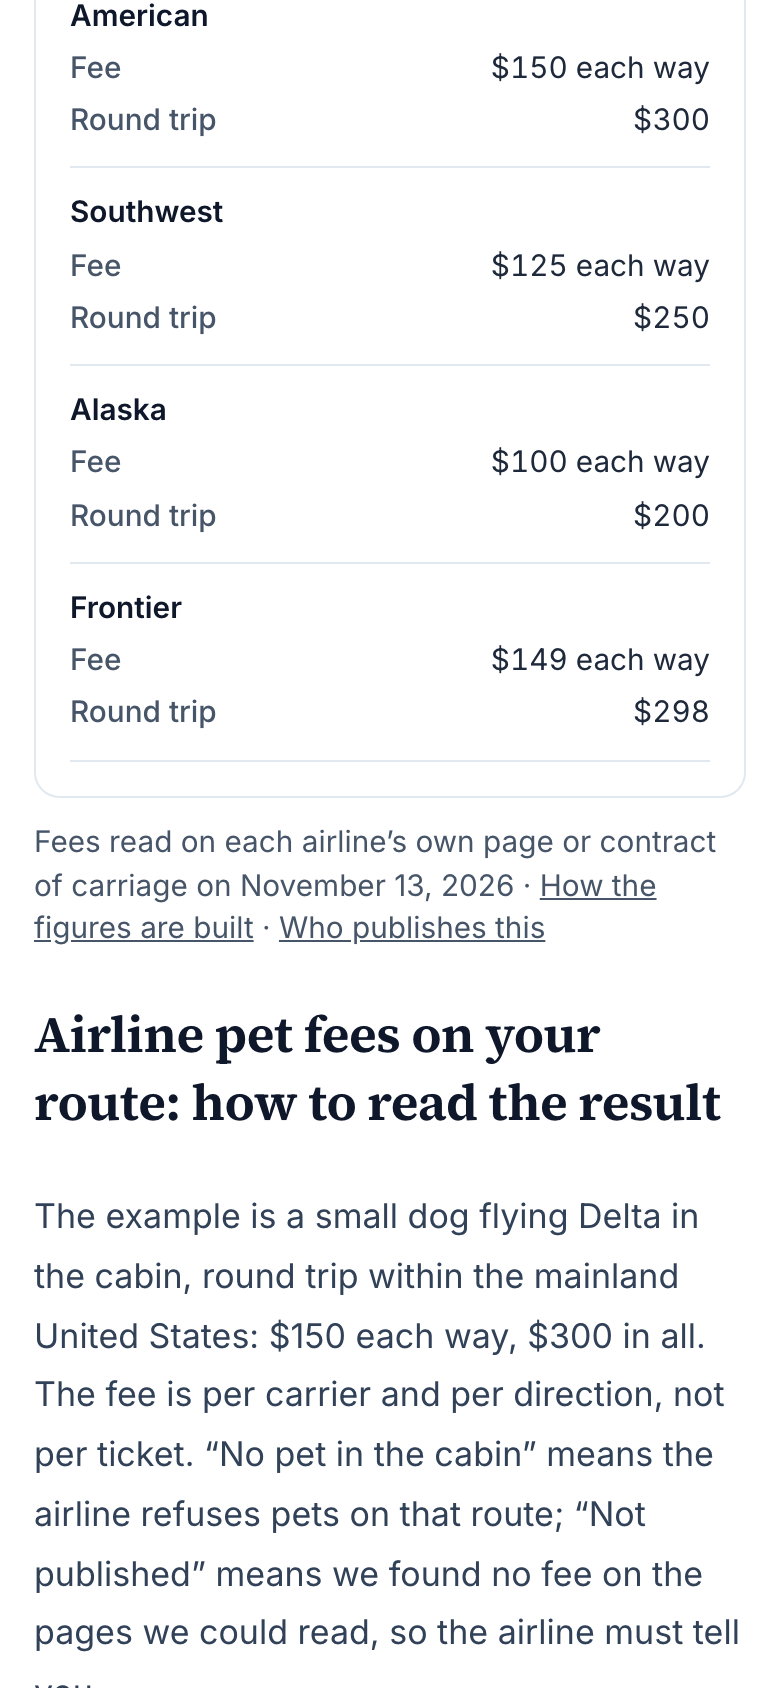 American
Fee $150 each way
Round trip $300
Southwest
Fee $125 each way
Round trip $250
Alaska
Fee $100 each way
Round trip $200
Frontier
Fee $149 each way
Round trip $298
Fees read on each airline’s own page or contract
of carriage on November 13, 2026 · How the
figures are built · Who publishes this
Airline pet fees on your
route: how to read the result
The example is a small dog flying Delta in
the cabin, round trip within the mainland
United States: $150 each way, $300 in all.
The fee is per carrier and per direction, not
per ticket. “No pet in the cabin” means the
airline refuses pets on that route; “Not
published” means we found no fee on the
pages we could read, so the airline must tell